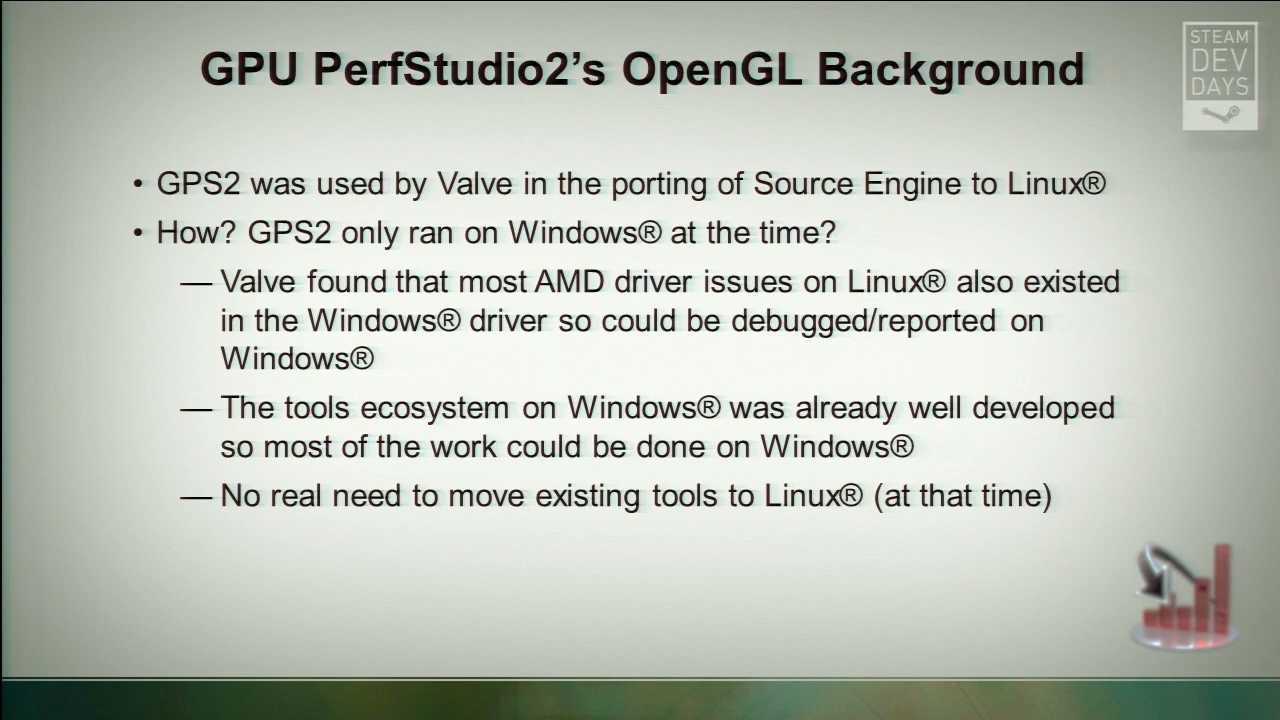 GPU PerfStudio2’s OpenGL Background
STEAM
DEV
DAYS
• GPS2 was used by Valve in the porting of Source Engine to Linux®
• How? GPS2 only ran on Windows® at the time?
— Valve found that most AMD driver issues on Linux® also existed
in the Windows® driver so could be debugged/reported on
Windows®
— The tools ecosystem on Windows® was already well developed
so most of the work could be done on Windows®
— No real need to move existing tools to Linux® (at that time)